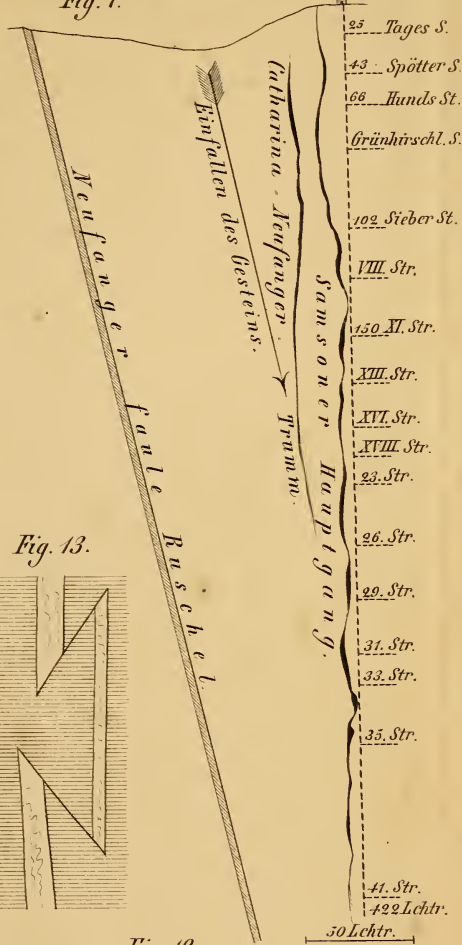 Fig. 7.
25 Tages S.
43 Spötter S.
66 Hunds St.
Grünhirschl. S.
102 Sieber St.
VIII. Str.
150 XI. Str.
XIII. Str.
XVI. Str.
XVIII. Str.
23. Str.
26. Str.
29. Str.
31. Str.
33. Str.
35. Str.
41. Str.
422 Lchtr.
50 Lchtr.
Neufanger faule Ruschel.
Einfallen des Gesteins.
Catharina-Neufanger. Trumm.
Samsoner Hauptgang.
Fig. 13.